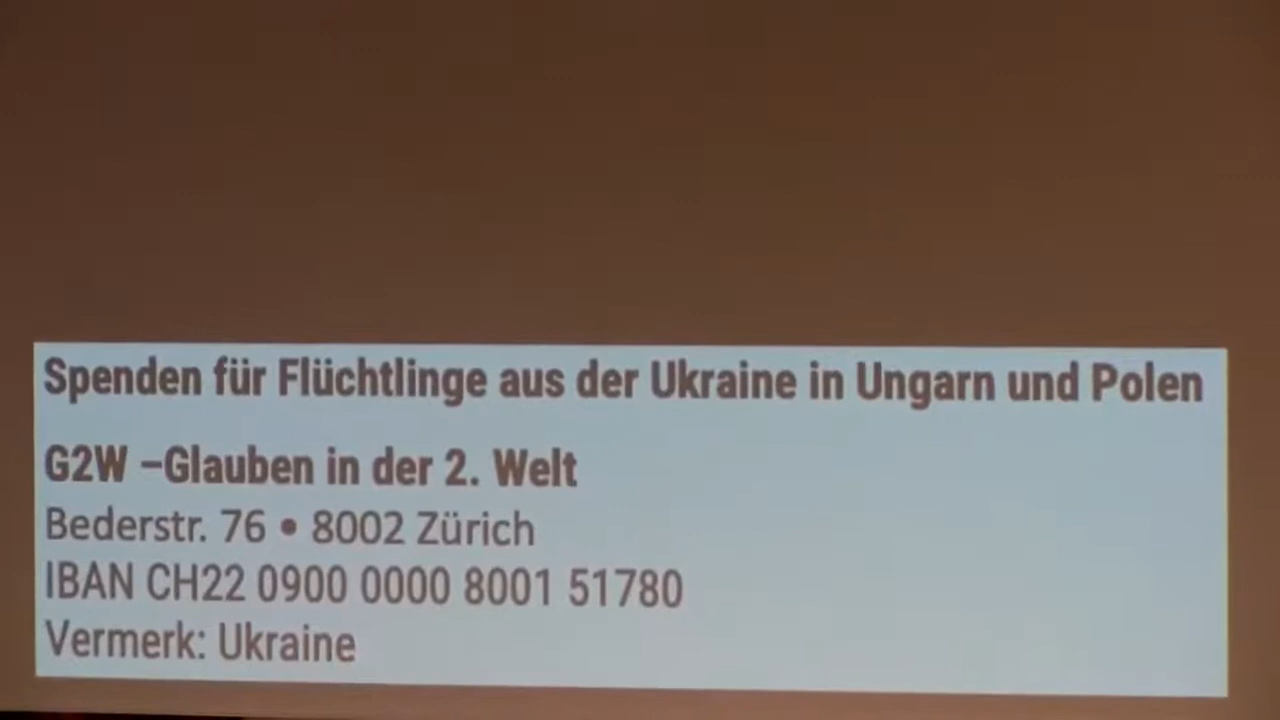 Spenden für Flüchtlinge aus der Ukraine in Ungarn und Polen
G2W –Glauben in der 2. Welt
Bederstr. 76 • 8002 Zürich
IBAN CH22 0900 0000 8001 51780
Vermerk: Ukraine